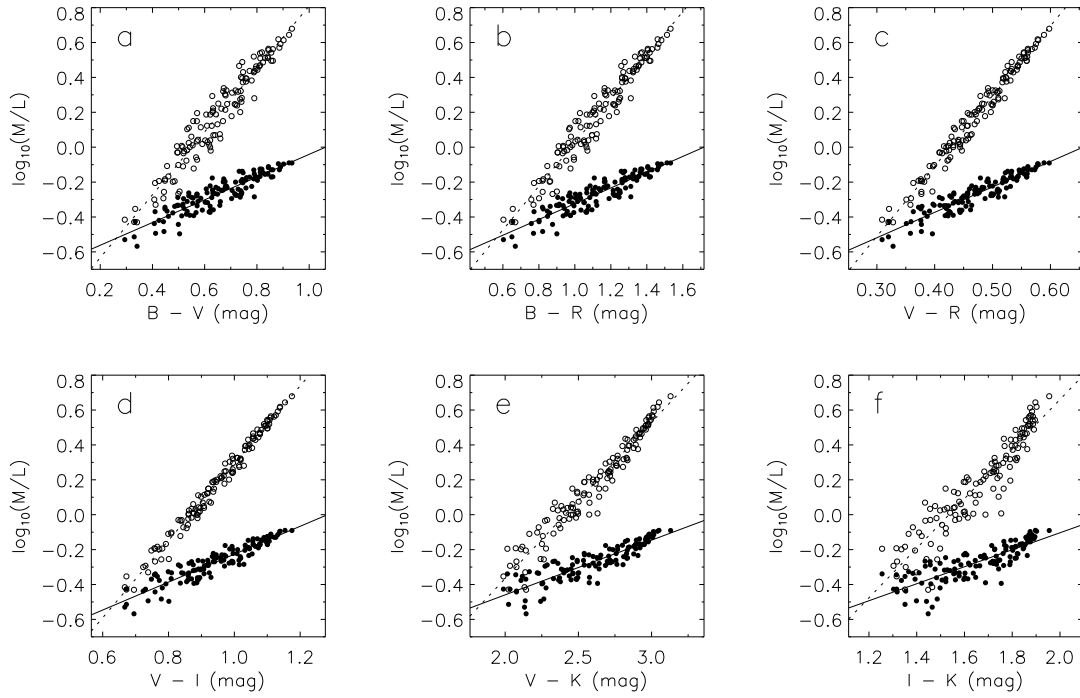 a
0.8
0.6
0.4
0.2
0.0
−0.2
−0.4
−0.6
log10(M/L)
0.2 0.4 0.6 0.8 1.0
B − V (mag)
b
0.8
0.6
0.4
0.2
0.0
−0.2
−0.4
−0.6
log10(M/L)
0.6 0.8 1.0 1.2 1.4 1.6
B − R (mag)
c
0.8
0.6
0.4
0.2
0.0
−0.2
−0.4
−0.6
log10(M/L)
0.30 0.40 0.50 0.60
V − R (mag)
d
0.8
0.6
0.4
0.2
0.0
−0.2
−0.4
−0.6
log10(M/L)
0.6 0.8 1.0 1.2
V − I (mag)
e
0.8
0.6
0.4
0.2
0.0
−0.2
−0.4
−0.6
log10(M/L)
2.0 2.5 3.0
V − K (mag)
f
0.8
0.6
0.4
0.2
0.0
−0.2
−0.4
−0.6
log10(M/L)
1.2 1.4 1.6 1.8 2.0
I − K (mag)